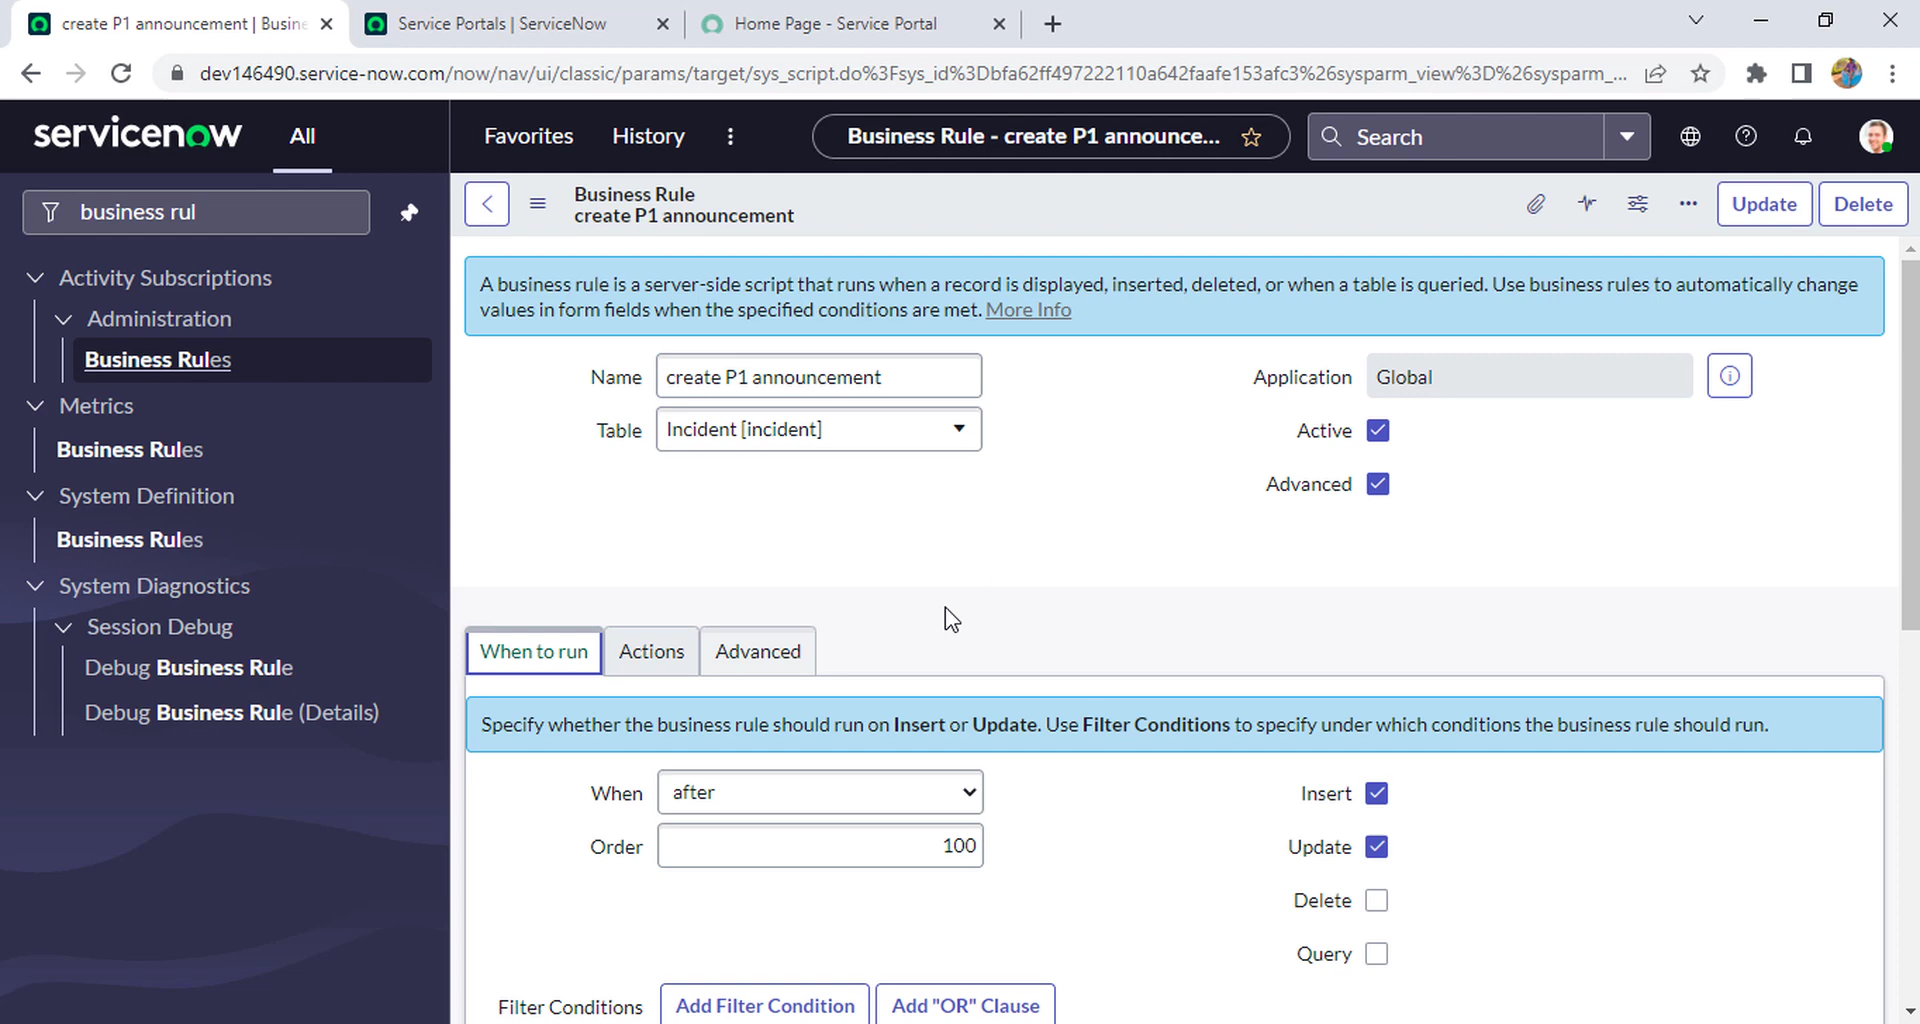 create P1 announcement | Busine
Service Portals | ServiceNow
Home Page - Service Portal
dev146490.service-now.com/now/nav/ui/classic/params/target/sys_script.do%3Fsys_id%3Dbfa62ff497222110a642faafe153afc3%26sysparm_view%3D%26sysparm_...
servicenow
All
Favorites
History
Business Rule - create P1 announce...
Search
business rul
Business Rule
create P1 announcement
Update
Delete
Activity Subscriptions
Administration
Business Rules
Metrics
Business Rules
System Definition
Business Rules
System Diagnostics
Session Debug
Debug Business Rule
Debug Business Rule (Details)
A business rule is a server-side script that runs when a record is displayed, inserted, deleted, or when a table is queried. Use business rules to automatically change
values in form fields when the specified conditions are met. More Info
Name
create P1 announcement
Application
Global
Table
Incident [incident]
Active
Advanced
When to run
Actions
Advanced
Specify whether the business rule should run on Insert or Update. Use Filter Conditions to specify under which conditions the business rule should run.
When
after
Insert
Order
100
Update
Delete
Query
Filter Conditions
Add Filter Condition
Add "OR" Clause